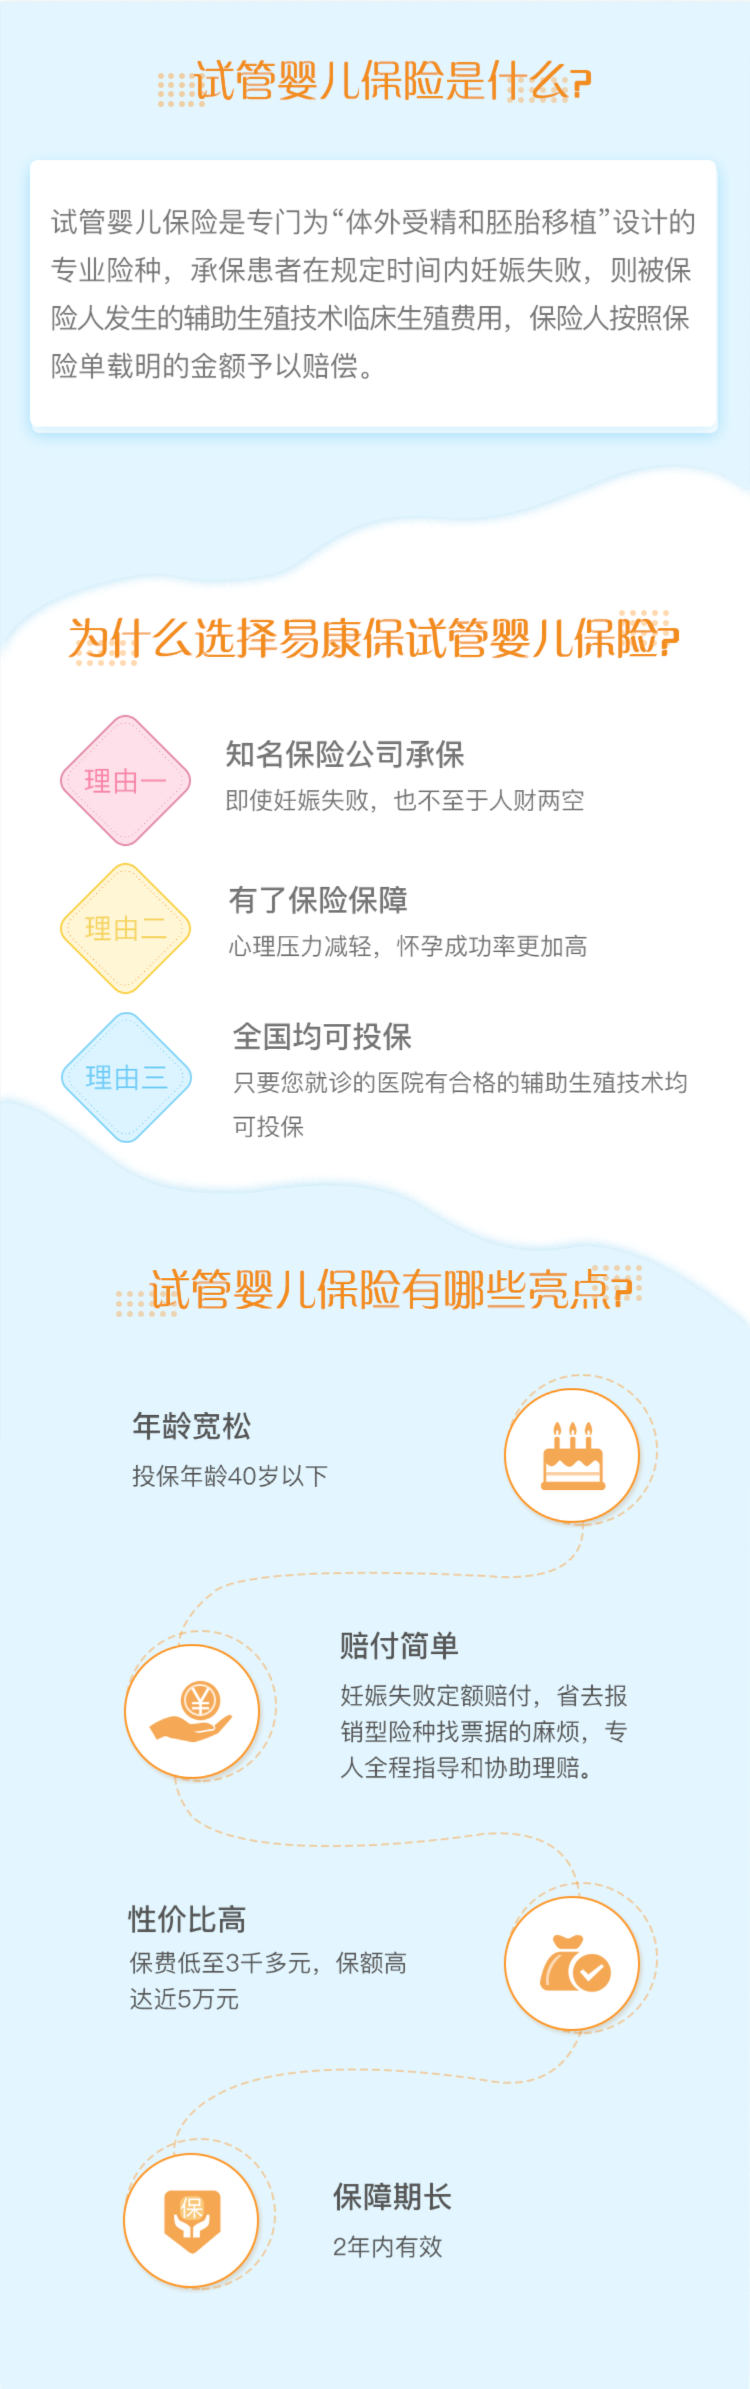 试管婴儿保险是什么?
试管婴儿保险是专门为“体外受精和胚胎移植”设计的
专业险种，承保患者在规定时间内妊娠失败，则被保
险人发生的辅助生殖技术临床生殖费用，保险人按照保
险单载明的金额予以赔偿。
为什么选择易康保试管婴儿保险?
理由一
知名保险公司承保
即使妊娠失败，也不至于人财两空
理由二
有了保险保障
心理压力减轻，怀孕成功率更加高
理由三
全国均可投保
只要您就诊的医院有合格的辅助生殖技术均
可投保
试管婴儿保险有哪些亮点?
年龄宽松
投保年龄40岁以下
赔付简单
妊娠失败定额赔付，省去报
销型险种找票据的麻烦，专
人全程指导和协助理赔。
性价比高
保费低至3千多元，保额高
达近5万元
保
保障期长
2年内有效